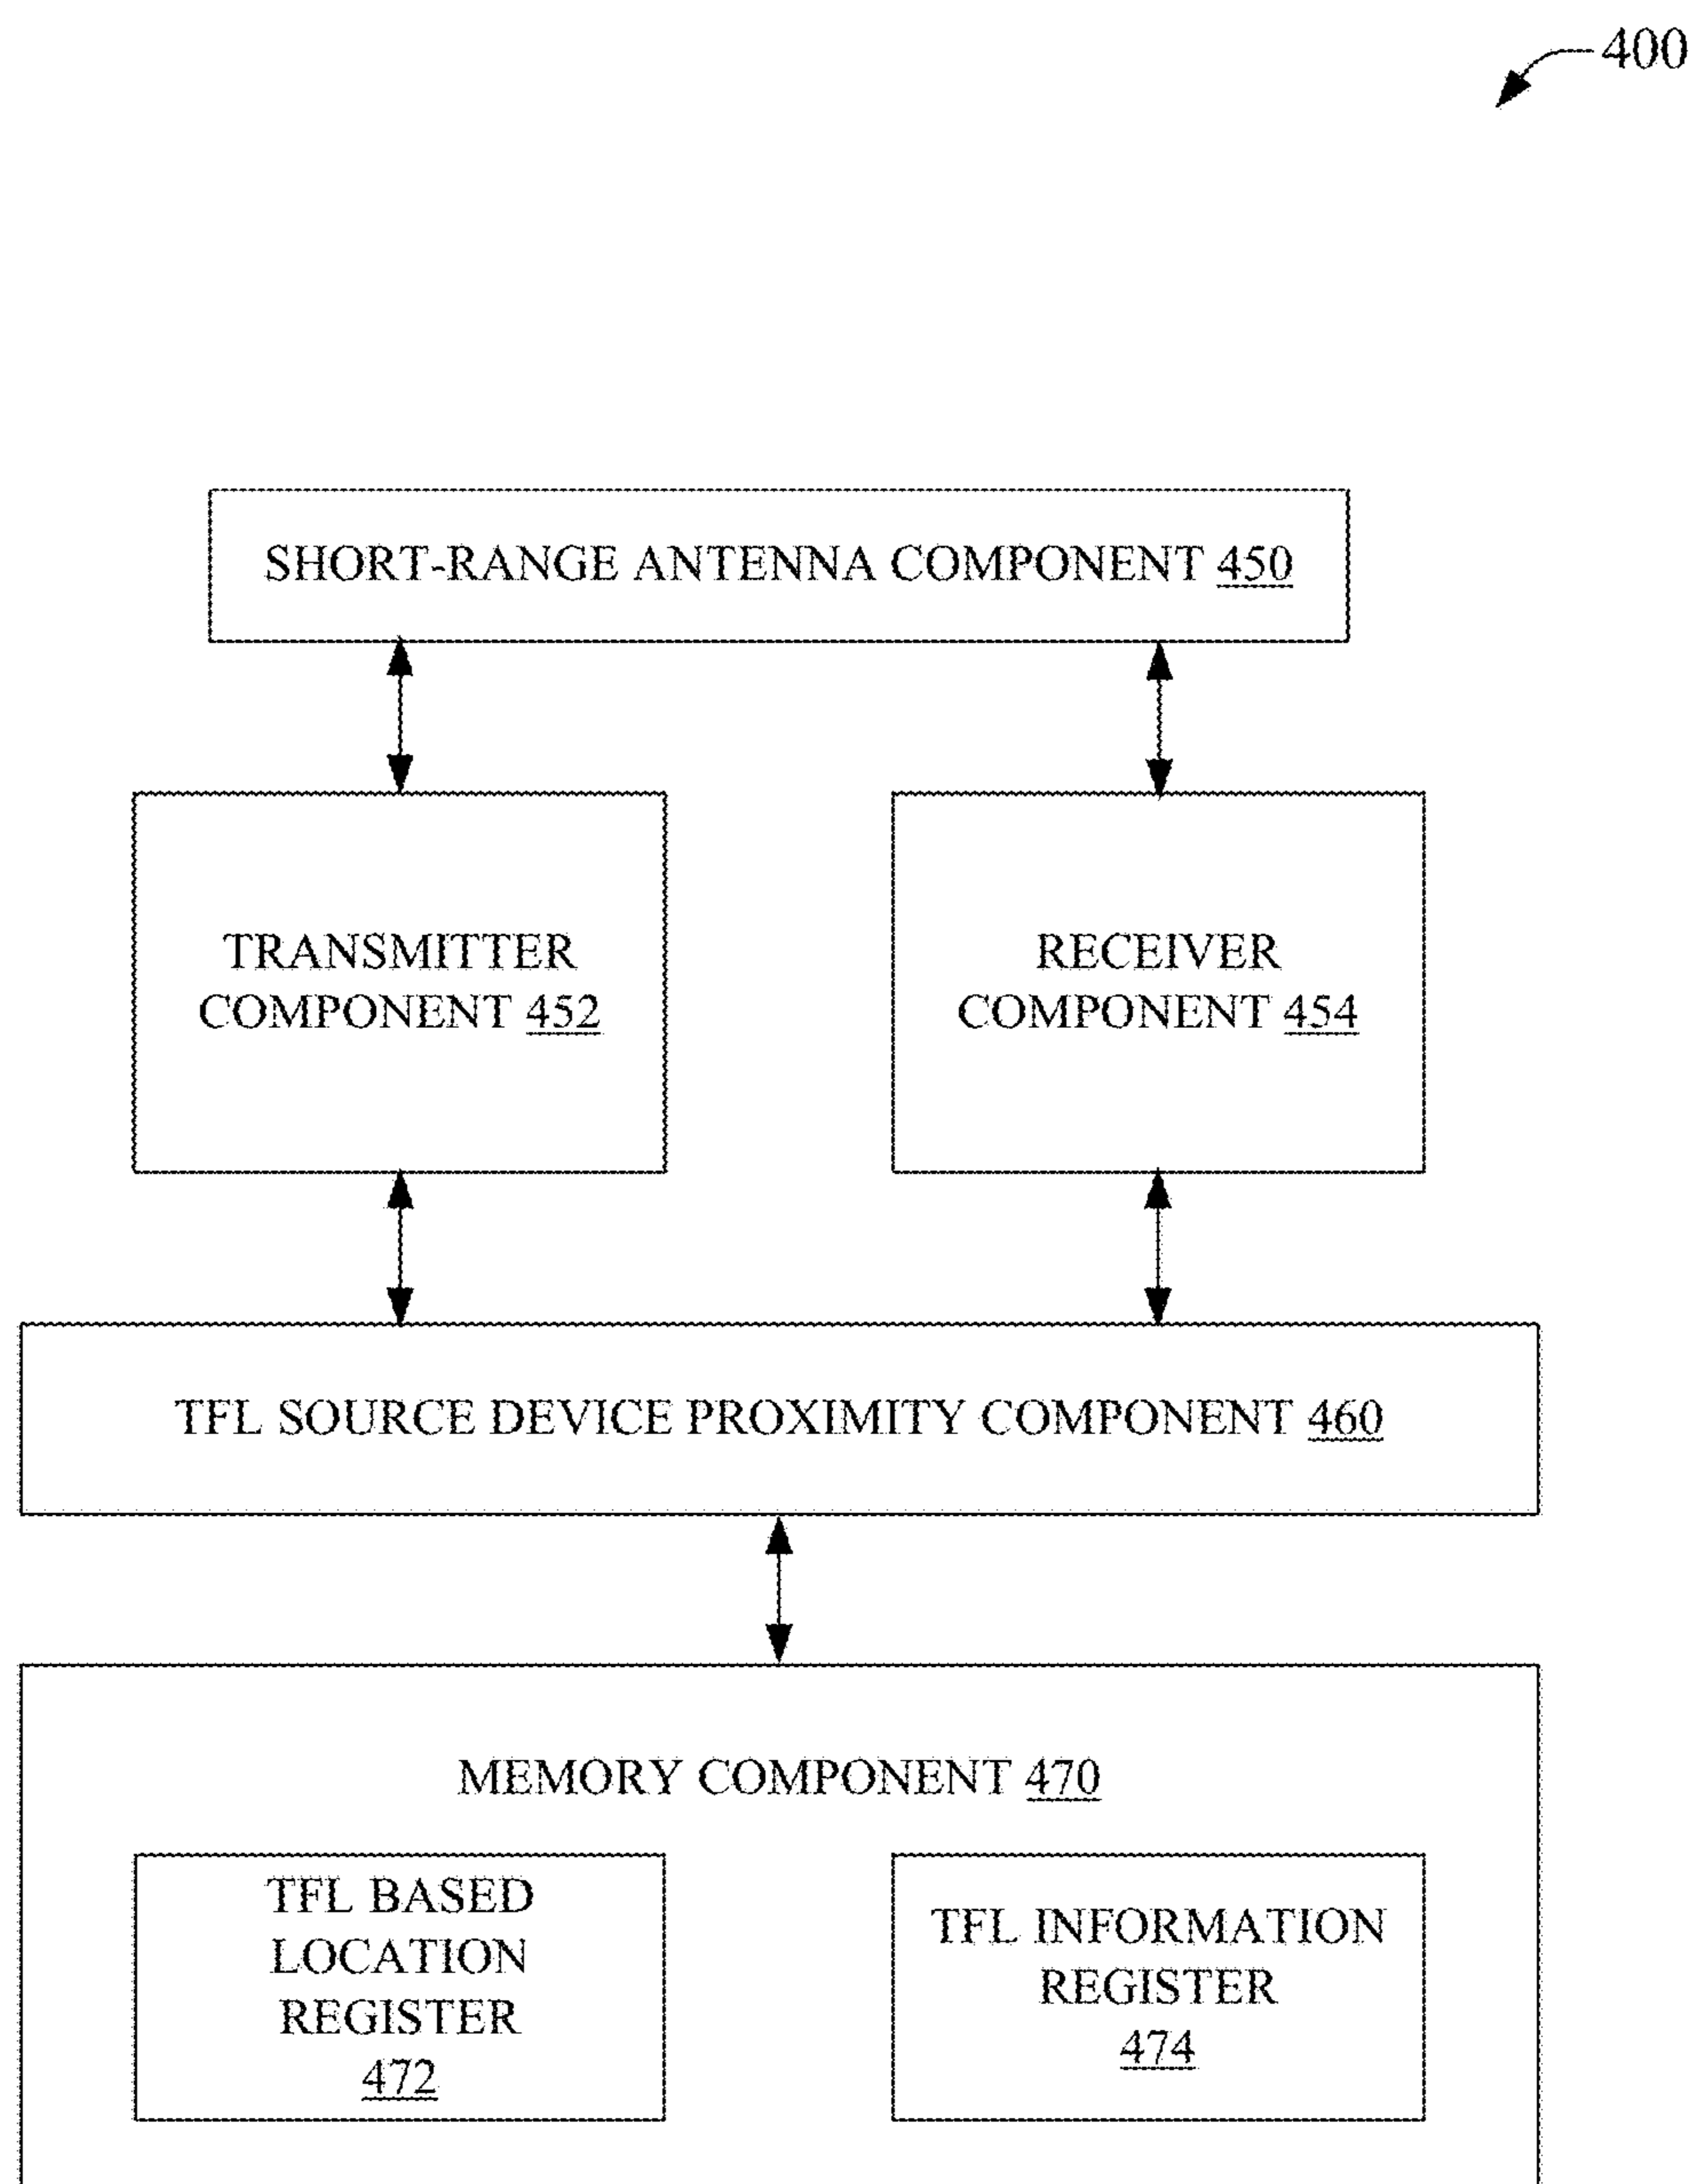 400
SHORT-RANGE ANTENNA COMPONENT 450
TRANSMITTER
COMPONENT 452
RECEIVER
COMPONENT 454
TFL SOURCE DEVICE PROXIMITY COMPONENT 460
MEMORY COMPONENT 470
TFL BASED
LOCATION
REGISTER
472
TFL INFORMATION
REGISTER
474